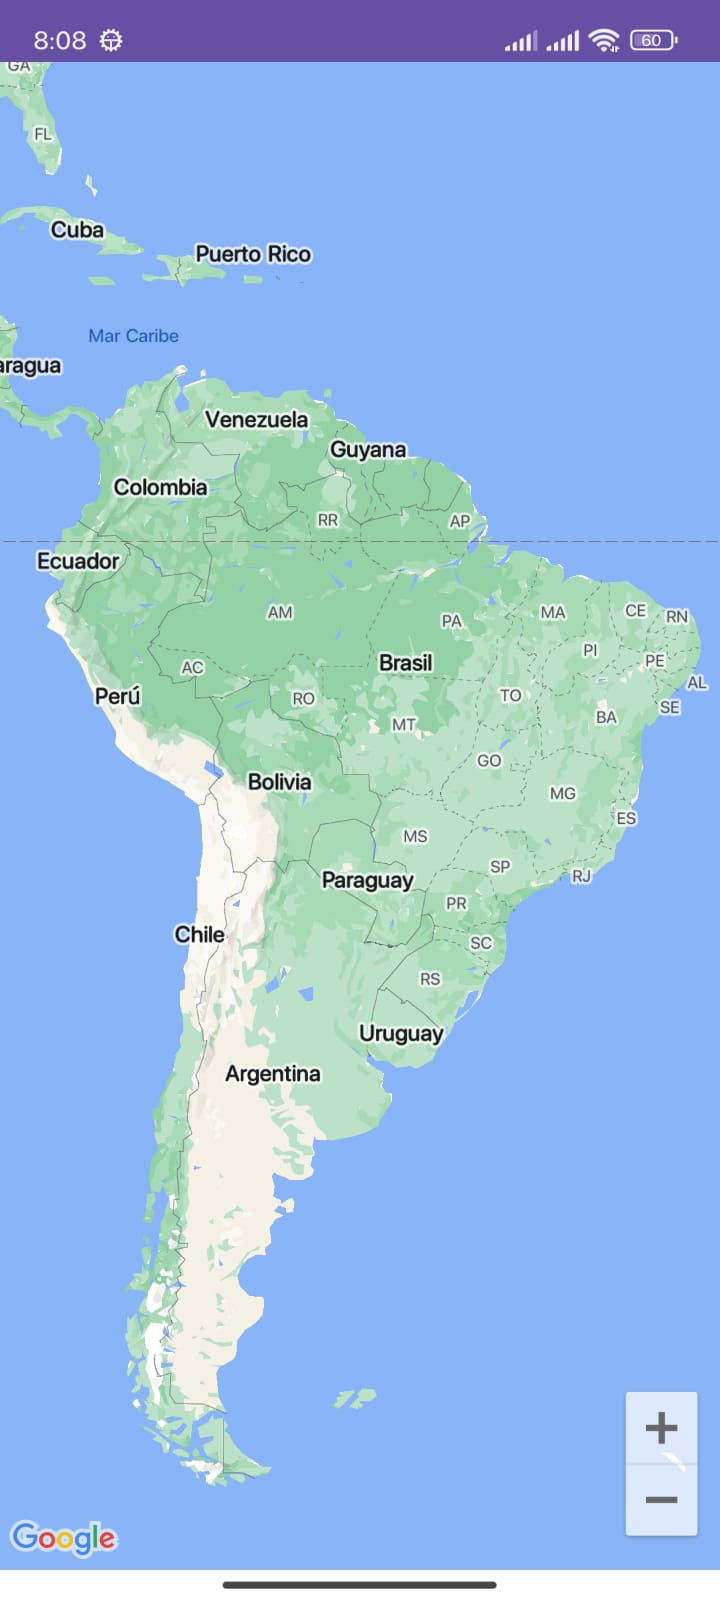 8:08
60
GA
FL
Cuba
Puerto Rico
Mar Caribe
aragua
Venezuela
Guyana
Colombia
RR
AP
Ecuador
AM
PA
MA
CE
RN
PI
PE
AC
Brasil
AL
Perú
RO
TO
SE
MT
BA
GO
Bolivia
MG
ES
MS
SP
Paraguay
RJ
PR
Chile
SC
RS
Uruguay
Argentina
+
−
Google